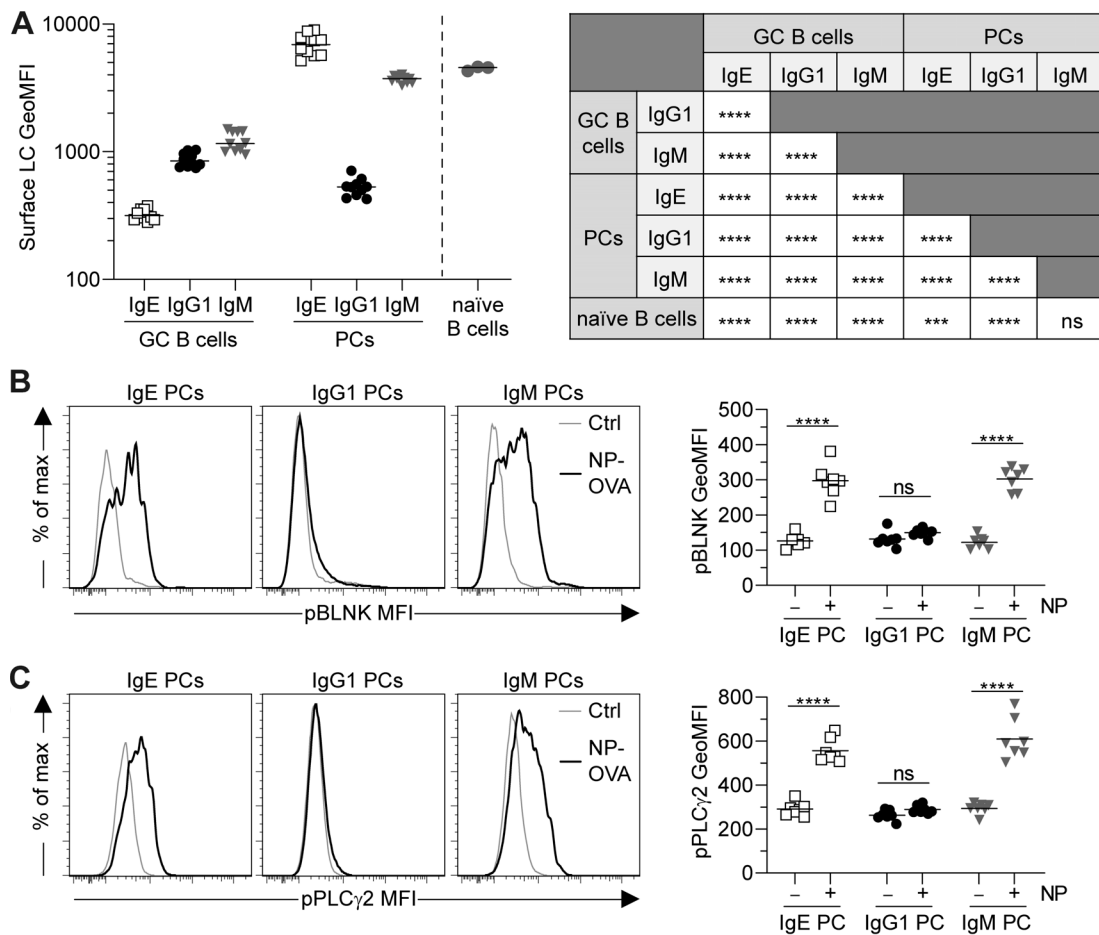 A
10000
1000
100
Surface LC GeoMFI
IgE IgG1 IgM
GC B cells
IgE IgG1 IgM
PCs
naïve
B cells
GC B cells PCs
IgE IgG1 IgM IgE IgG1 IgM
GC B
cells
IgG1 ****
IgM **** ****
PCs
IgE **** **** ****
IgG1 **** **** **** ****
IgM **** **** **** **** ****
naïve B cells **** **** **** *** **** ns
B
IgE PCs IgG1 PCs IgM PCs
Ctrl
NP-
OVA
% of max
pBLNK MFI
pBLNK GeoMFI
500
400
300
200
100
0
**** ns ****
– + – + – + NP
IgE PC IgG1 PC IgM PC
C
IgE PCs IgG1 PCs IgM PCs
Ctrl
NP-
OVA
% of max
pPLCγ2 MFI
pPLCγ2 GeoMFI
800
600
400
200
0
**** ns ****
– + – + – + NP
IgE PC IgG1 PC IgM PC